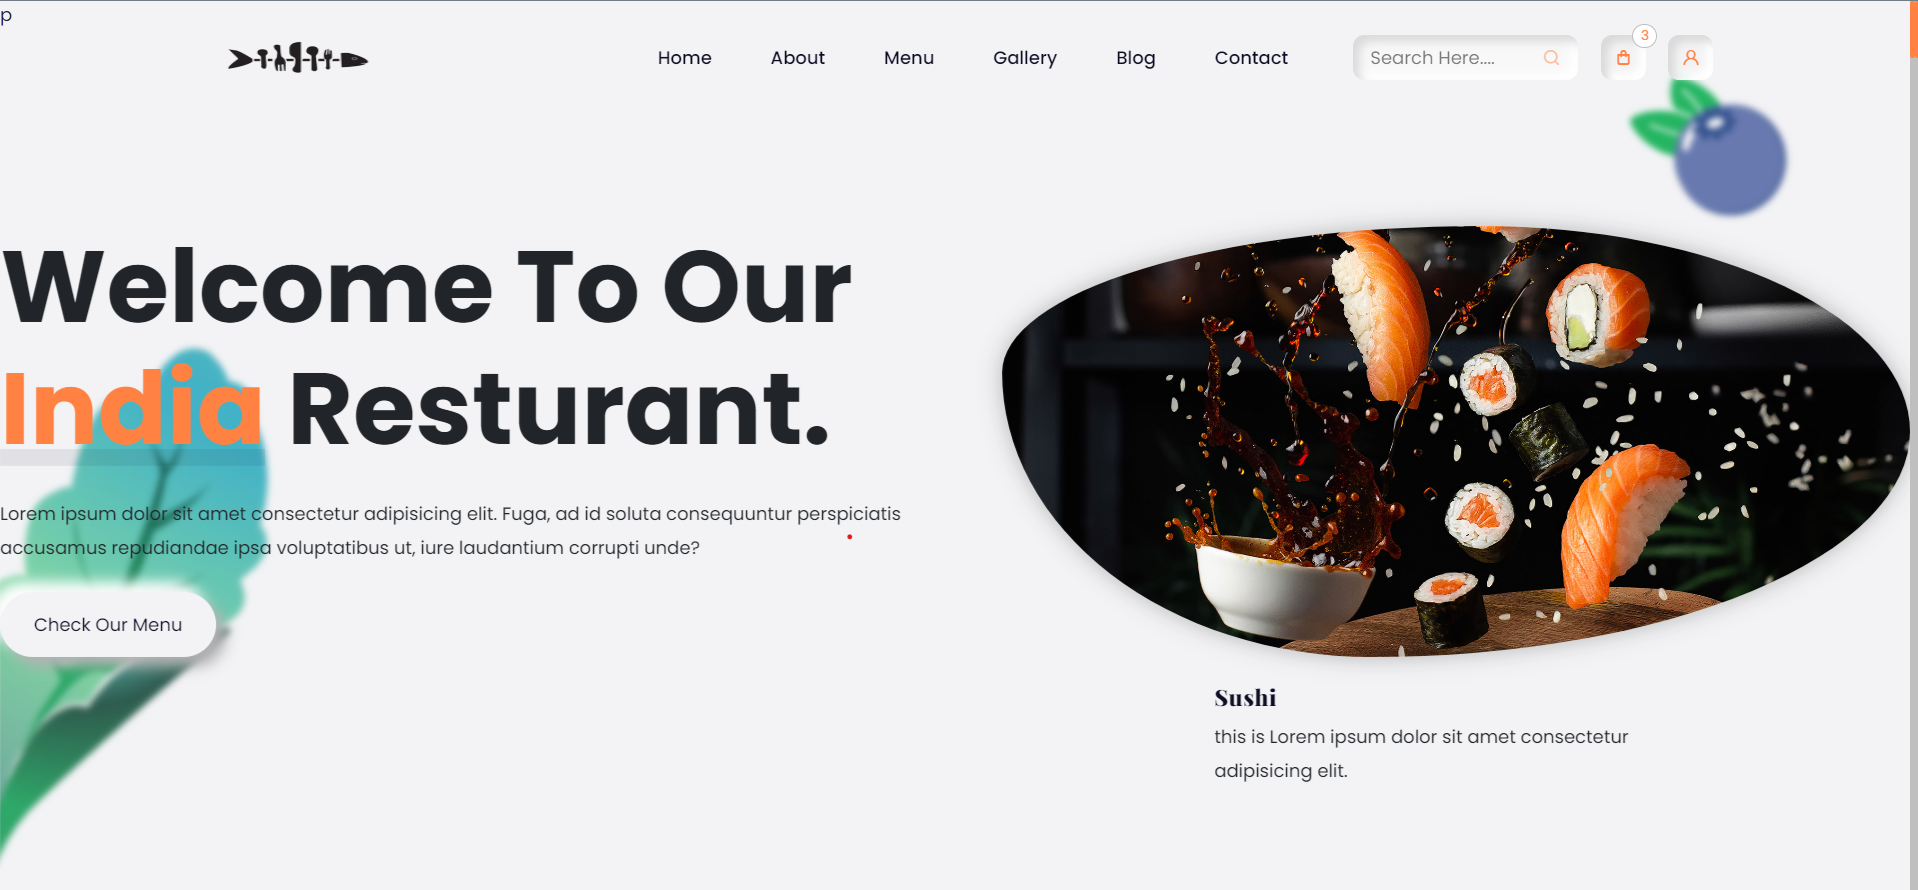 p
Home About Menu Gallery Blog Contact Search Here.... 3
Welcome To Our
India Resturant.
Lorem ipsum dolor sit amet consectetur adipisicing elit. Fuga, ad id soluta consequuntur perspiciatis
accusamus repudiandae ipsa voluptatibus ut, iure laudantium corrupti unde?
Check Our Menu
Sushi
this is Lorem ipsum dolor sit amet consectetur
adipisicing elit.